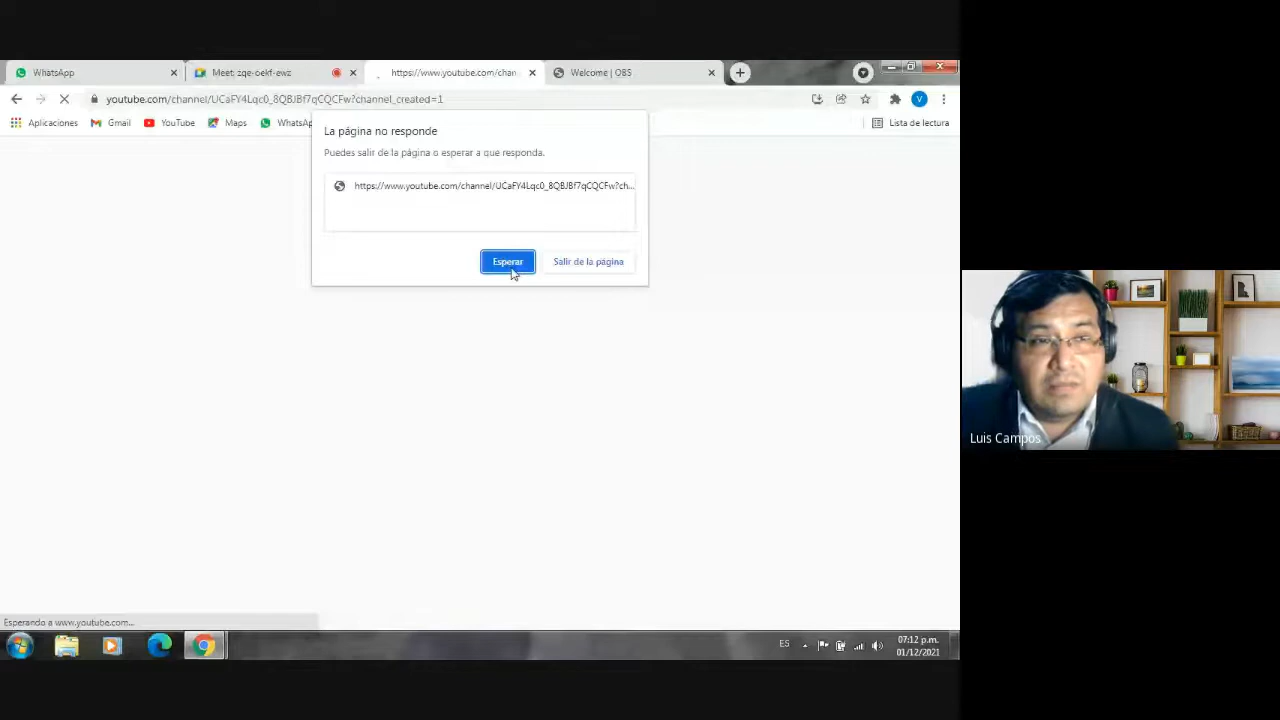 WhatsApp
Meet: zqe-oekf-ewz
https://www.youtube.com/chan
Welcome | OBS
youtube.com/channel/UCaFY4Lqc0_8QBJBf7qCQCFw?channel_created=1
Aplicaciones
Gmail
YouTube
Maps
WhatsAp
Lista de lectura
La página no responde
Puedes salir de la página o esperar a que responda.
https://www.youtube.com/channel/UCaFY4Lqc0_8QBJBf7qCQCFw?ch...
Esperar
Salir de la página
Luis Campos
Esperando a www.youtube.com...
ES
07:12 p.m.
01/12/2021
V